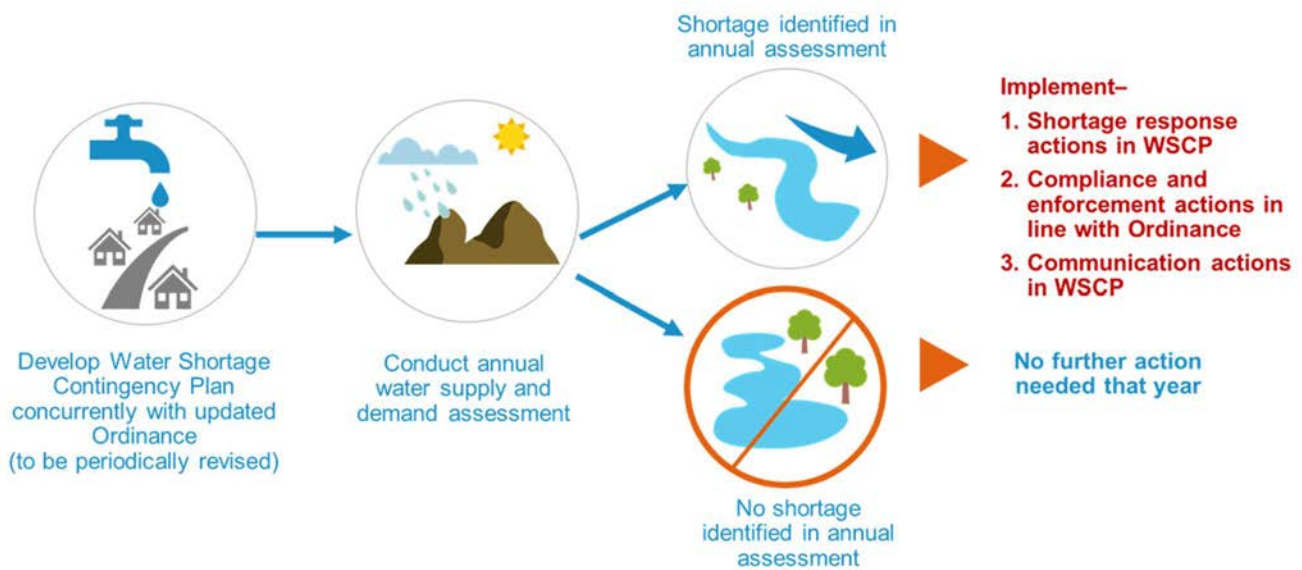 Develop Water Shortage
Contingency Plan
concurrently with updated
Ordinance
(to be periodically revised)
Conduct annual
water supply and
demand assessment
Shortage identified in
annual assessment
Implement–
1. Shortage response
actions in WSCP
2. Compliance and
enforcement actions in
line with Ordinance
3. Communication actions
in WSCP
No shortage
identified in annual
assessment
No further action
needed that year